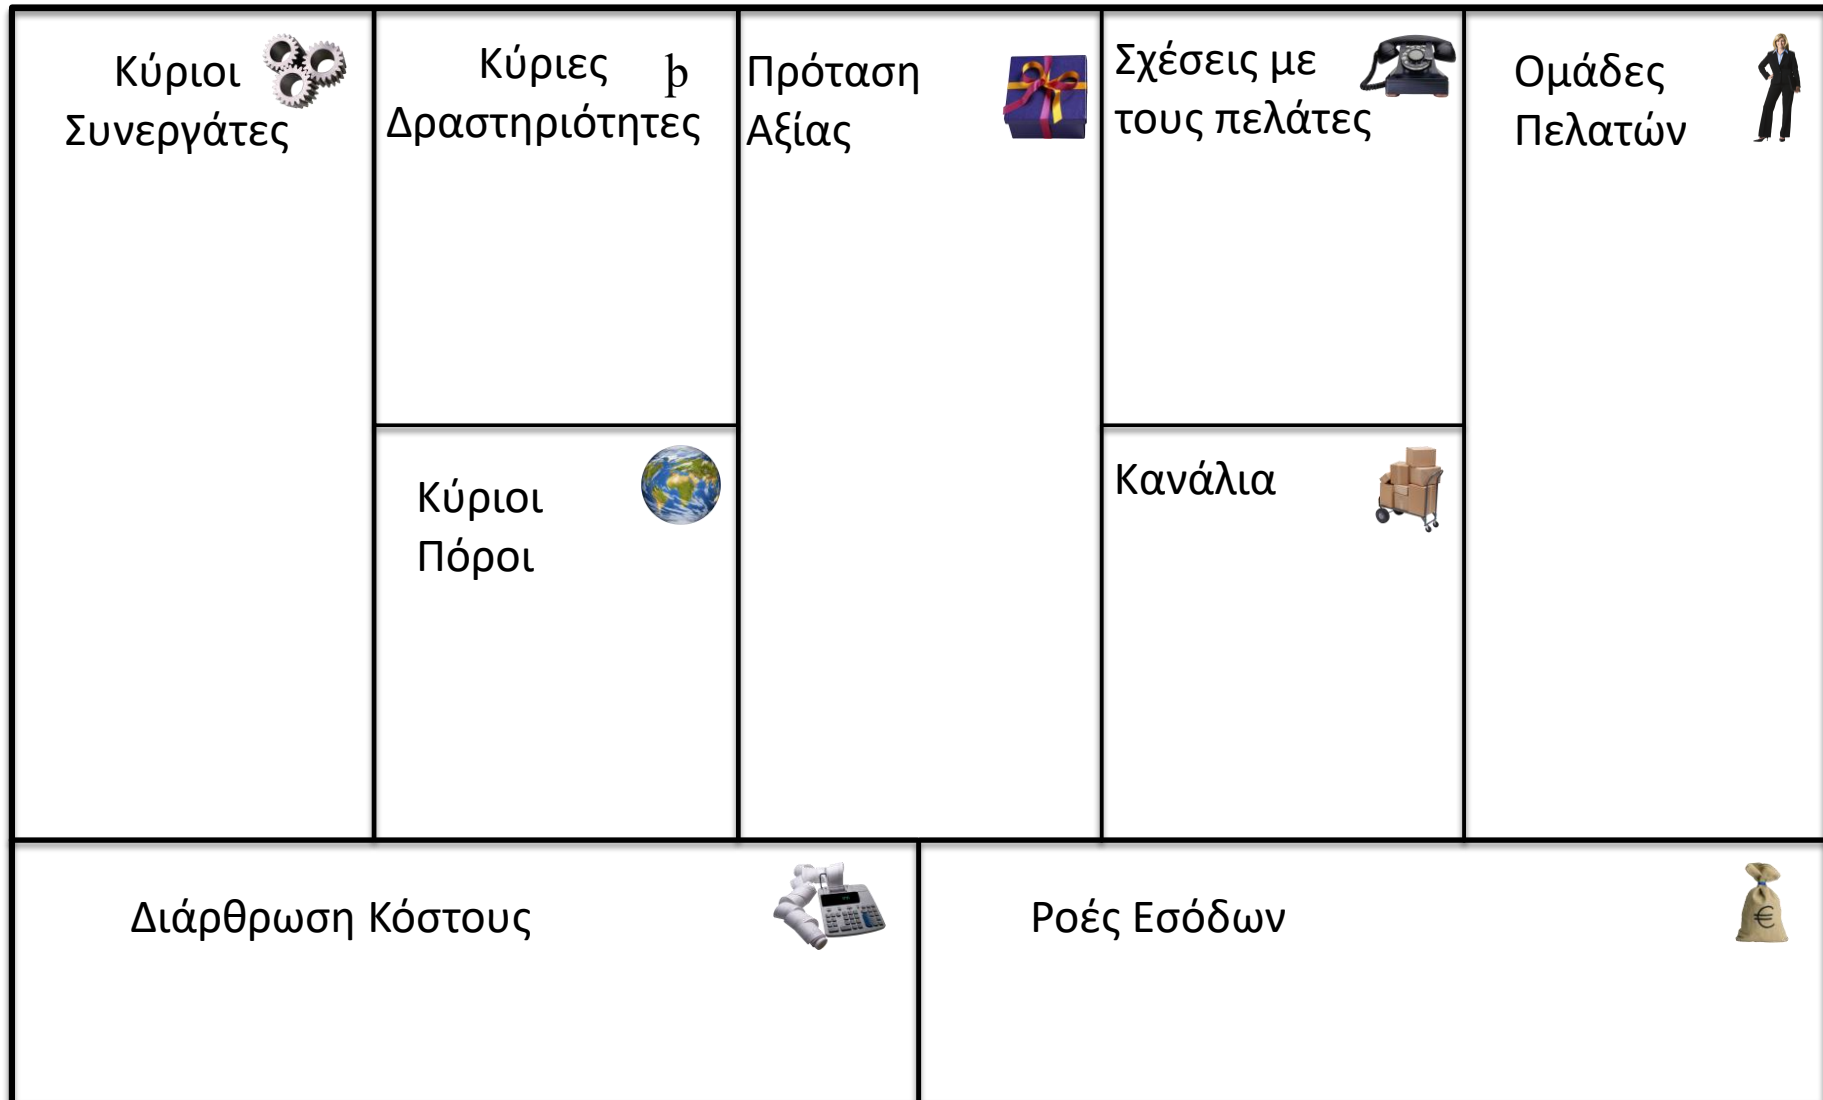 Κύριοι
Συνεργάτες
Κύριες þ
Δραστηριότητες
Πρόταση
Αξίας
Σχέσεις με
τους πελάτες
Ομάδες
Πελατών
Κύριοι
Πόροι
Κανάλια
Διάρθρωση Κόστους
Ροές Εσόδων
€